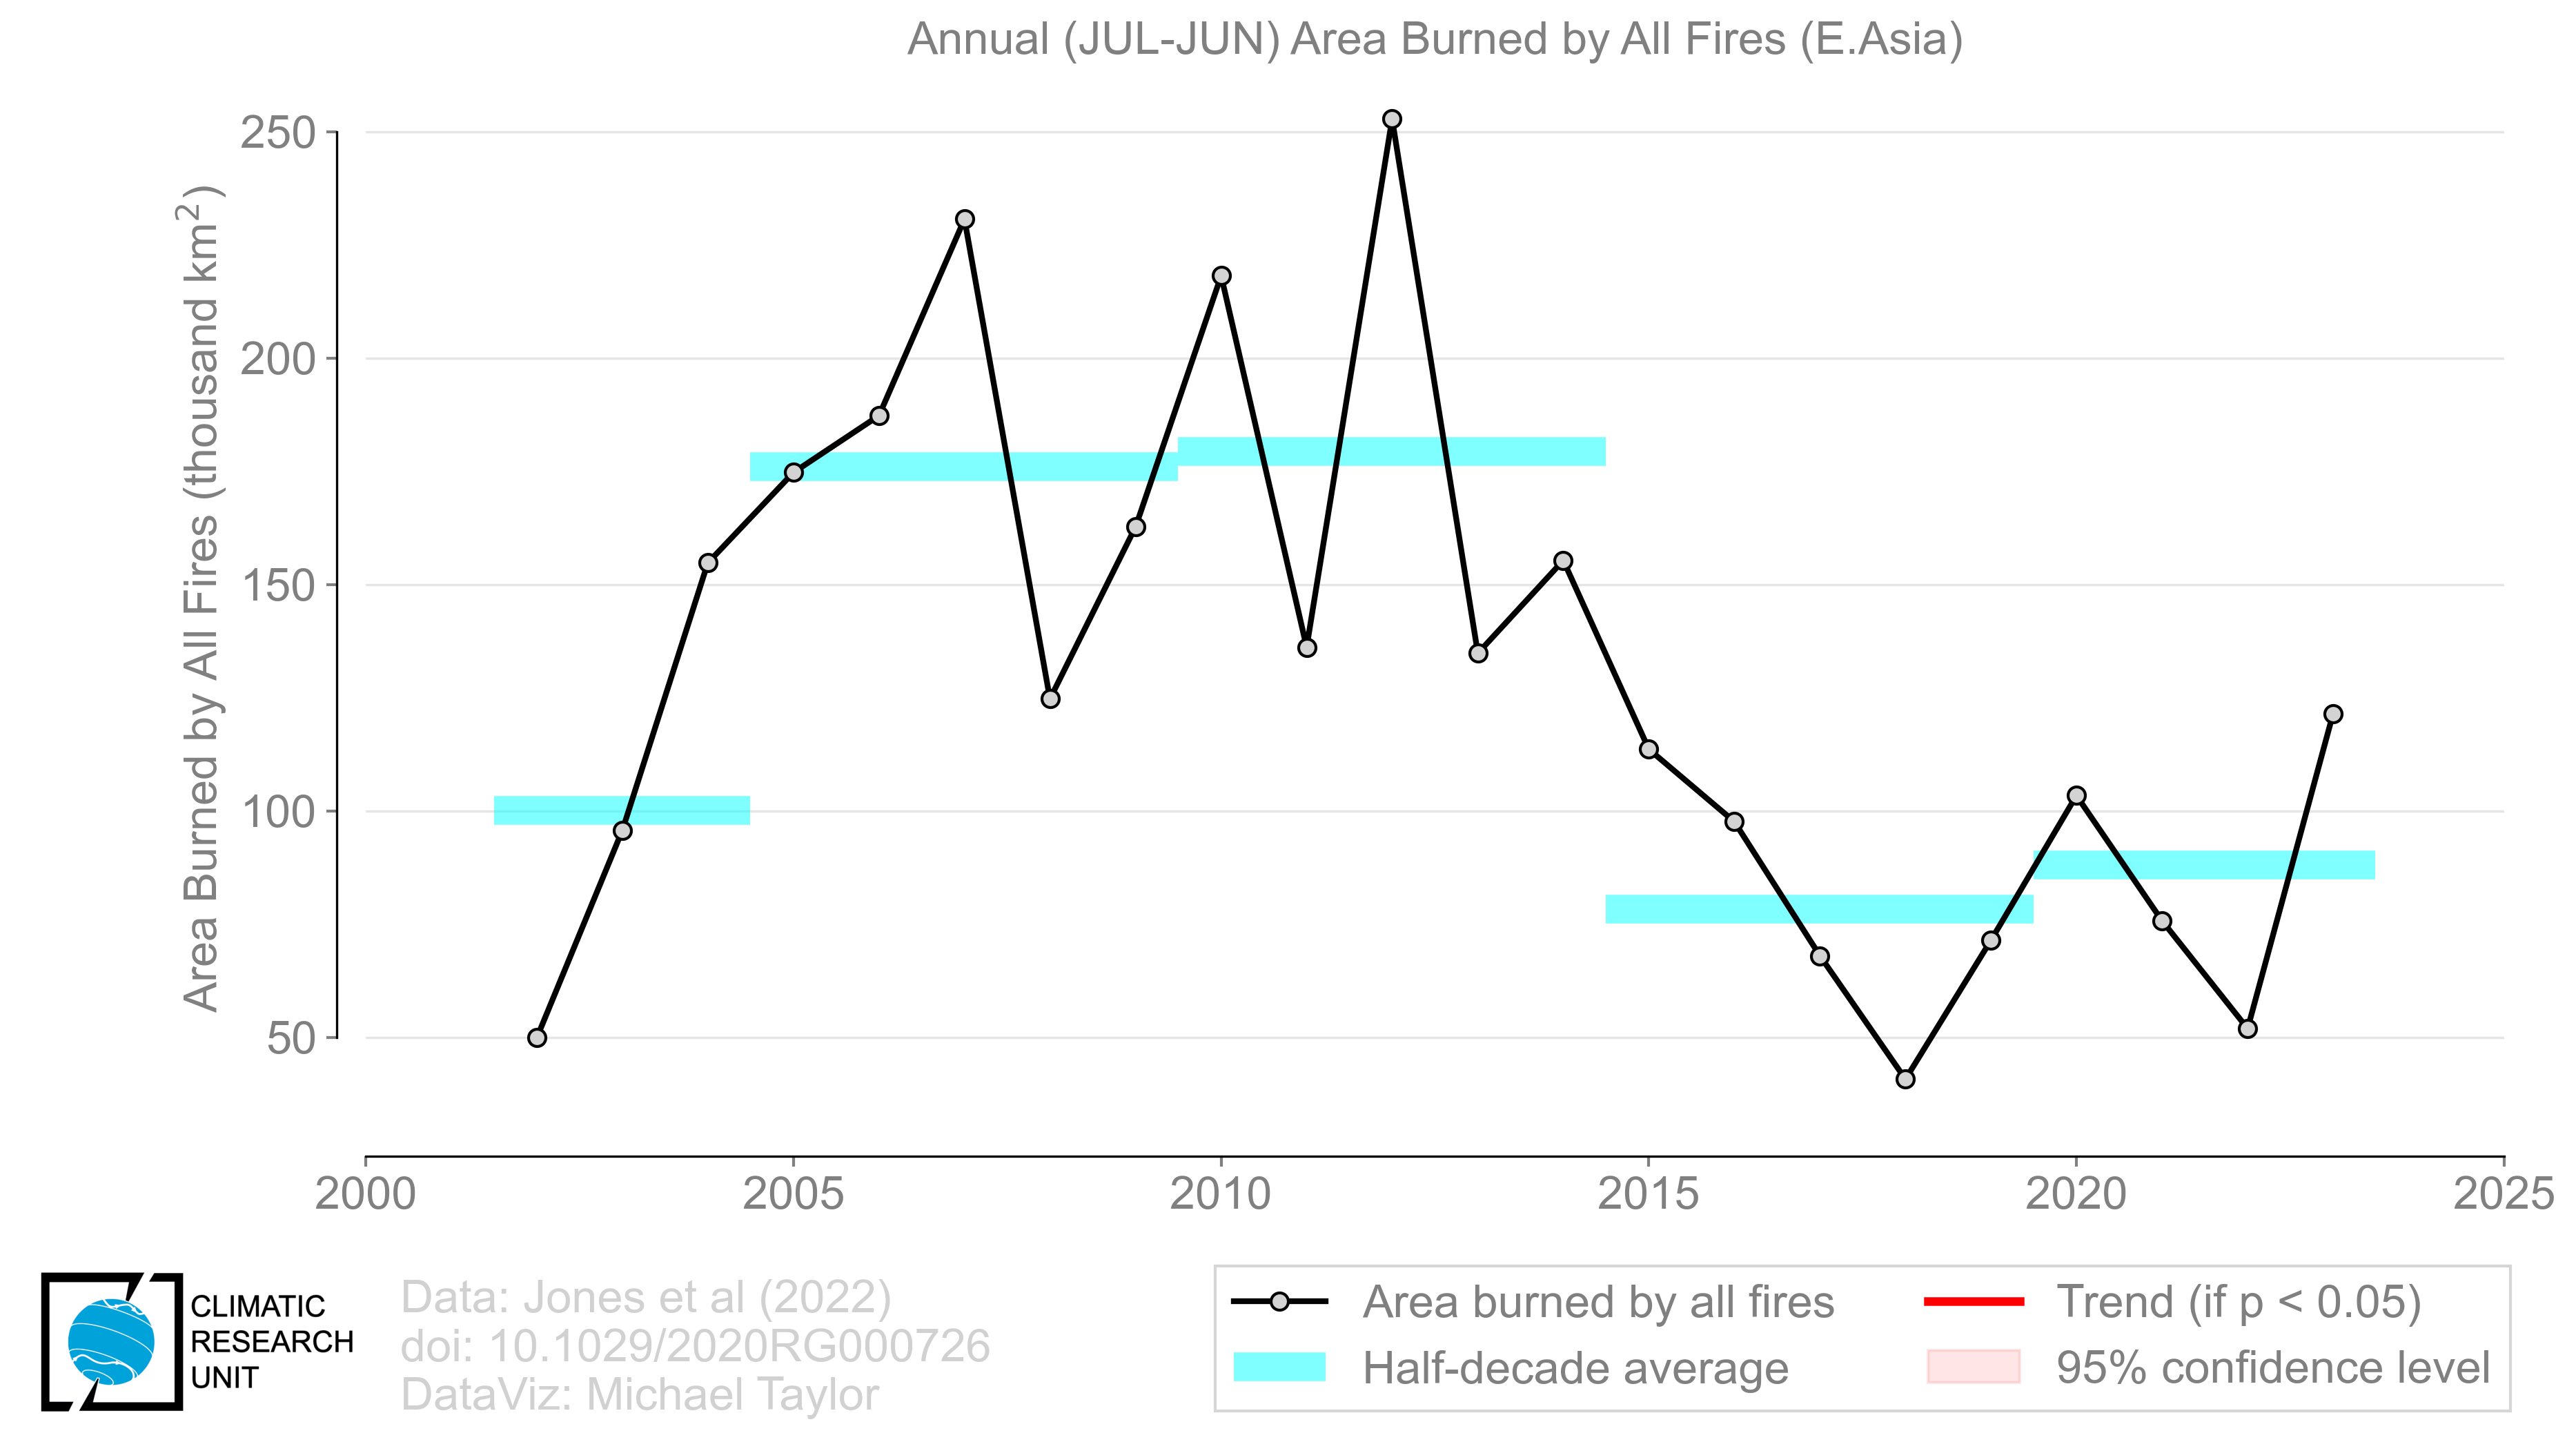 Annual (JUL-JUN) Area Burned by All Fires (E.Asia)
Area Burned by All Fires (thousand km²)
250
200
150
100
50
2000 2005 2010 2015 2020 2025
CLIMATIC
RESEARCH
UNIT
Data: Jones et al (2022)
doi: 10.1029/2020RG000726
DataViz: Michael Taylor
Area burned by all fires
Half-decade average
Trend (if p < 0.05)
95% confidence level